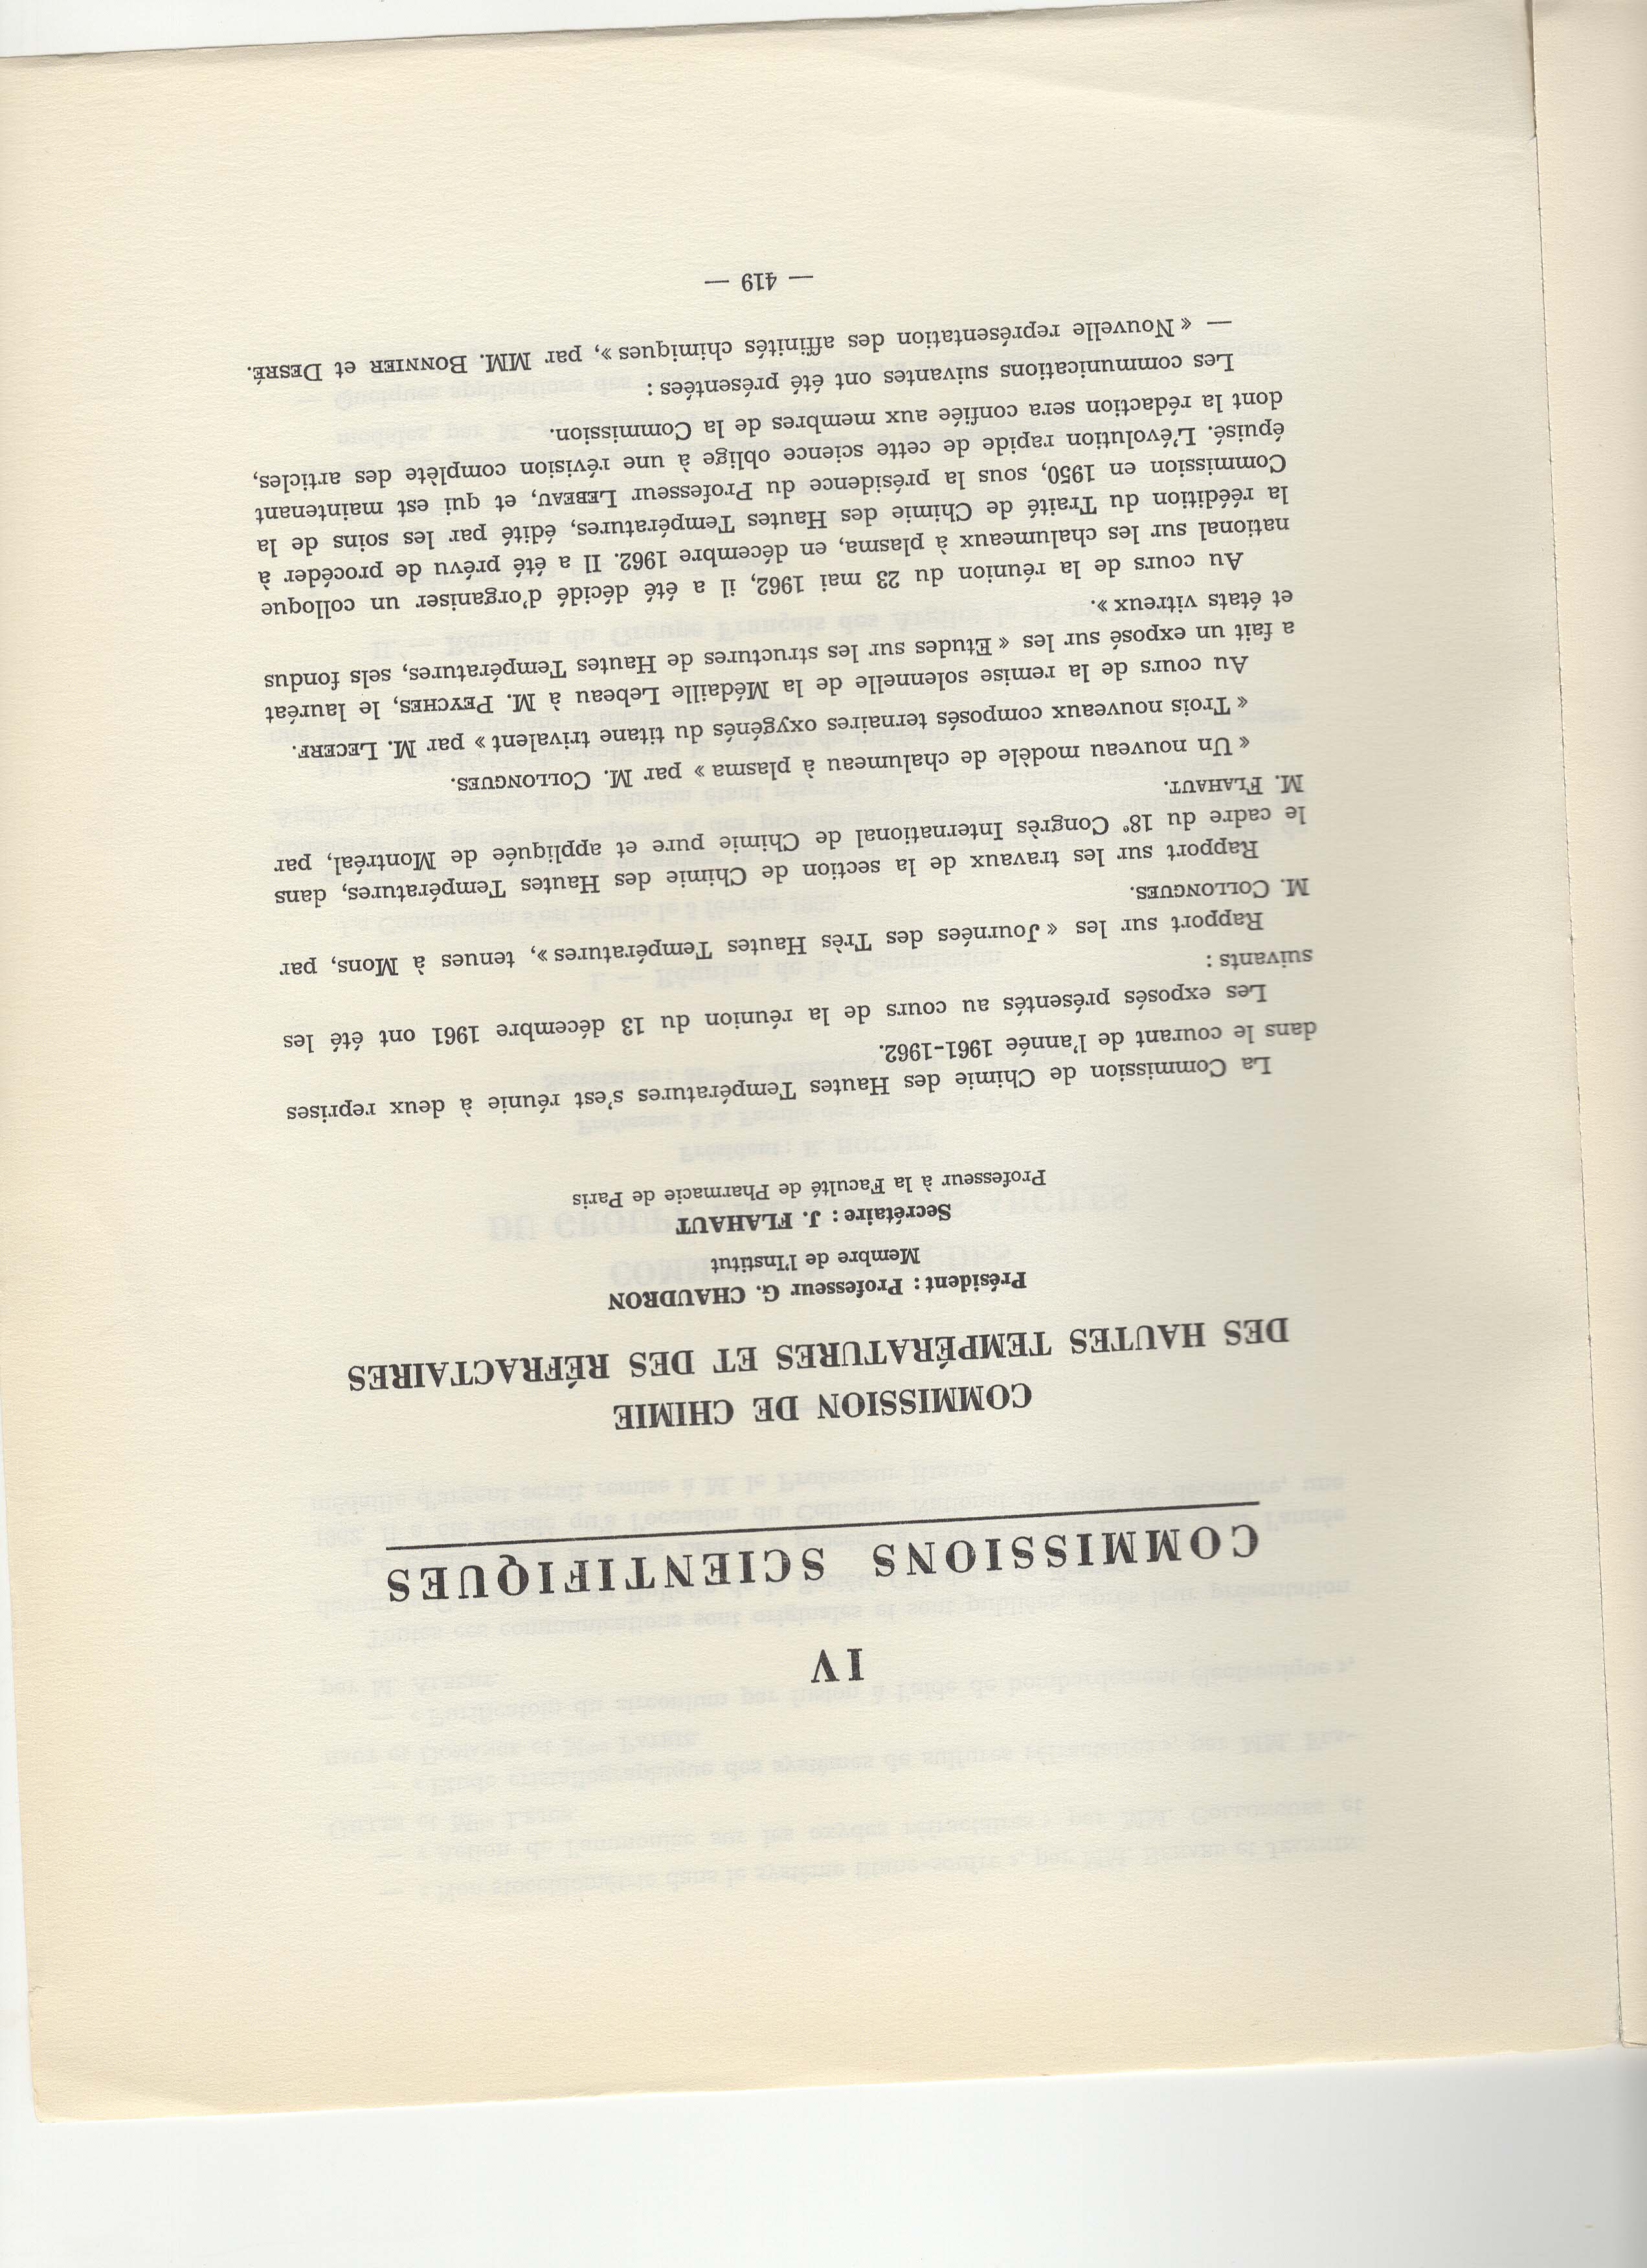 IV
COMMISSIONS SCIENTIFIQUES
COMMISSION DE CHIMIE
DES HAUTES TEMPÉRATURES ET DES RÉFRACTAIRES
Président : Professeur G. CHAUDRON
Membre de l'Institut
Secrétaire : J. FLAHAUT
Professeur à la Faculté de Pharmacie de Paris
La Commission de Chimie des Hautes Températures s'est réunie à deux reprises
dans le courant de l'année 1961-1962.
Les exposés présentés au cours de la réunion du 13 décembre 1961 ont été les
suivants :
Rapport sur les « Journées des Très Hautes Températures », tenues à Mons, par
M. COLLONGUES.
Rapport sur les travaux de la section de Chimie des Hautes Températures, dans
le cadre du 18e Congrès International de Chimie pure et appliquée de Montréal, par
M. FLAHAUT.
« Un nouveau modèle de chalumeau à plasma » par M. COLLONGUES.
« Trois nouveaux composés ternaires oxygénés du titane trivalent » par M. LECERF.
Au cours de la remise solennelle de la Médaille Lebeau à M. PEYCHES, le lauréat
a fait un exposé sur les « Etudes sur les structures de Hautes Températures, sels fondus
et états vitreux ».
Au cours de la réunion du 23 mai 1962, il a été décidé d'organiser un colloque
national sur les chalumeaux à plasma, en décembre 1962. Il a été prévu de procéder à
la réédition du Traité de Chimie des Hautes Températures, édité par les soins de la
Commission en 1950, sous la présidence du Professeur LEBEAU, et qui est maintenant
épuisé. L'évolution rapide de cette science oblige à une révision complète des articles,
dont la rédaction sera confiée aux membres de la Commission.
Les communications suivantes ont été présentées :
— « Nouvelle représentation des affinités chimiques », par MM. BONNIER et DESRÉ.
— 419 —